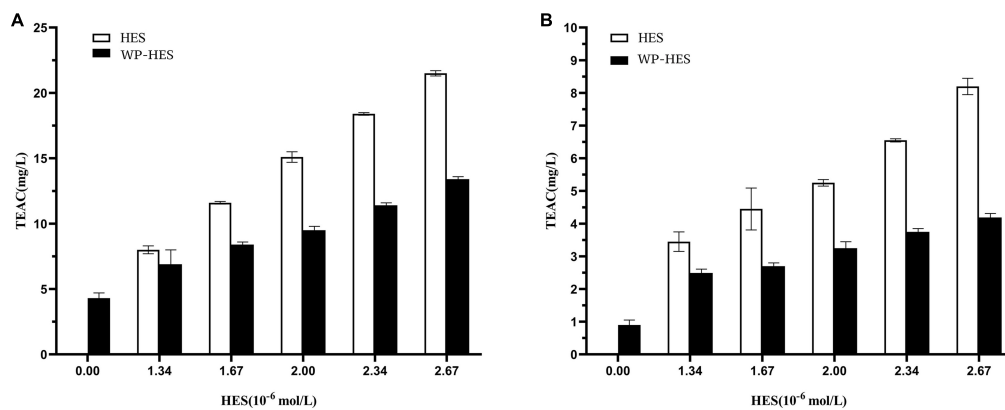 A
25
20
15
10
5
0
TEAC(mg/L)
HES
WP-HES
0.00 1.34 1.67 2.00 2.34 2.67
HES(10⁻⁶ mol/L)
B
10
9
8
7
6
5
4
3
2
1
0
TEAC(mg/L)
HES
WP-HES
0.00 1.34 1.67 2.00 2.34 2.67
HES(10⁻⁶ mol/L)